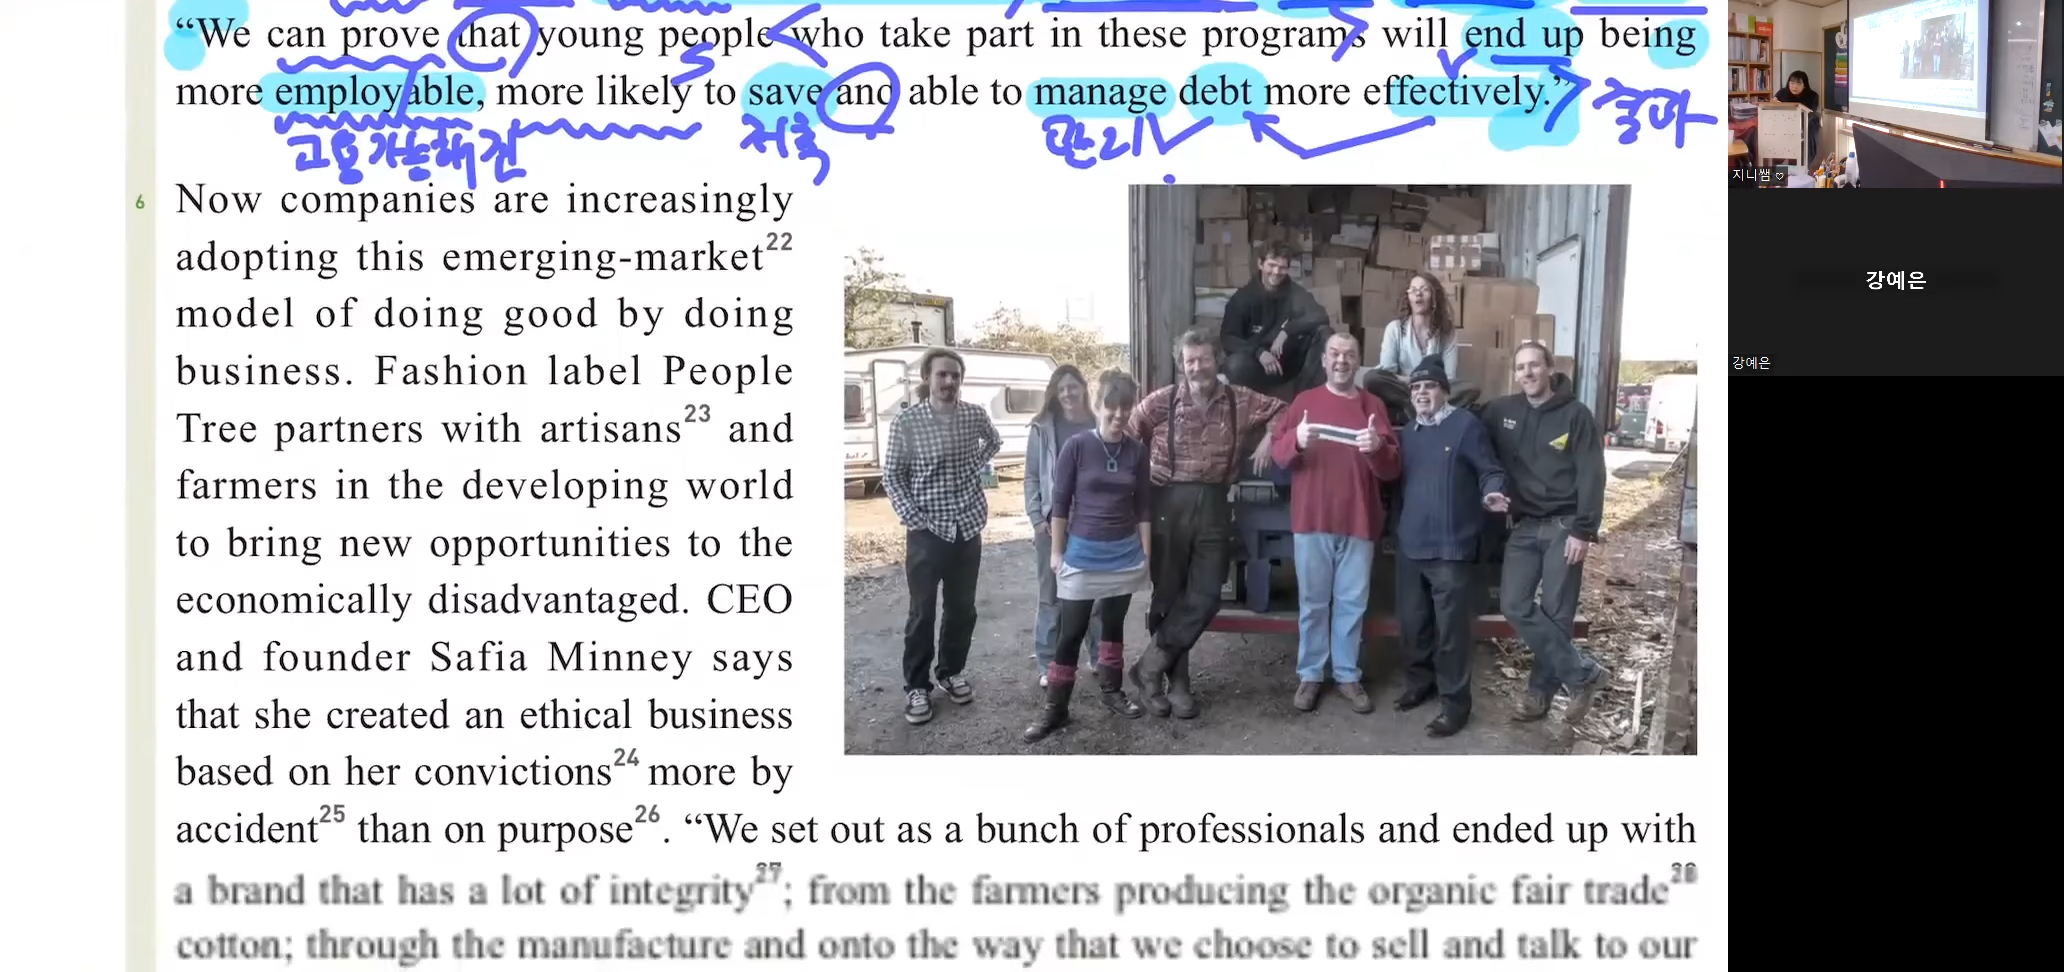 “We can prove that young people who take part in these programs will end up being
more employable, more likely to save and able to manage debt more effectively.”
고용가능해진 저축 관리
6 Now companies are increasingly
adopting this emerging-market22
model of doing good by doing
business. Fashion label People
Tree partners with artisans23 and
farmers in the developing world
to bring new opportunities to the
economically disadvantaged. CEO
and founder Safia Minney says
that she created an ethical business
based on her convictions24 more by
accident25 than on purpose26. “We set out as a bunch of professionals and ended up with
a brand that has a lot of integrity27; from the farmers producing the organic fair trade28
cotton; through the manufacture and onto the way that we choose to sell and talk to our
지니쌤♡
강예은
강예은